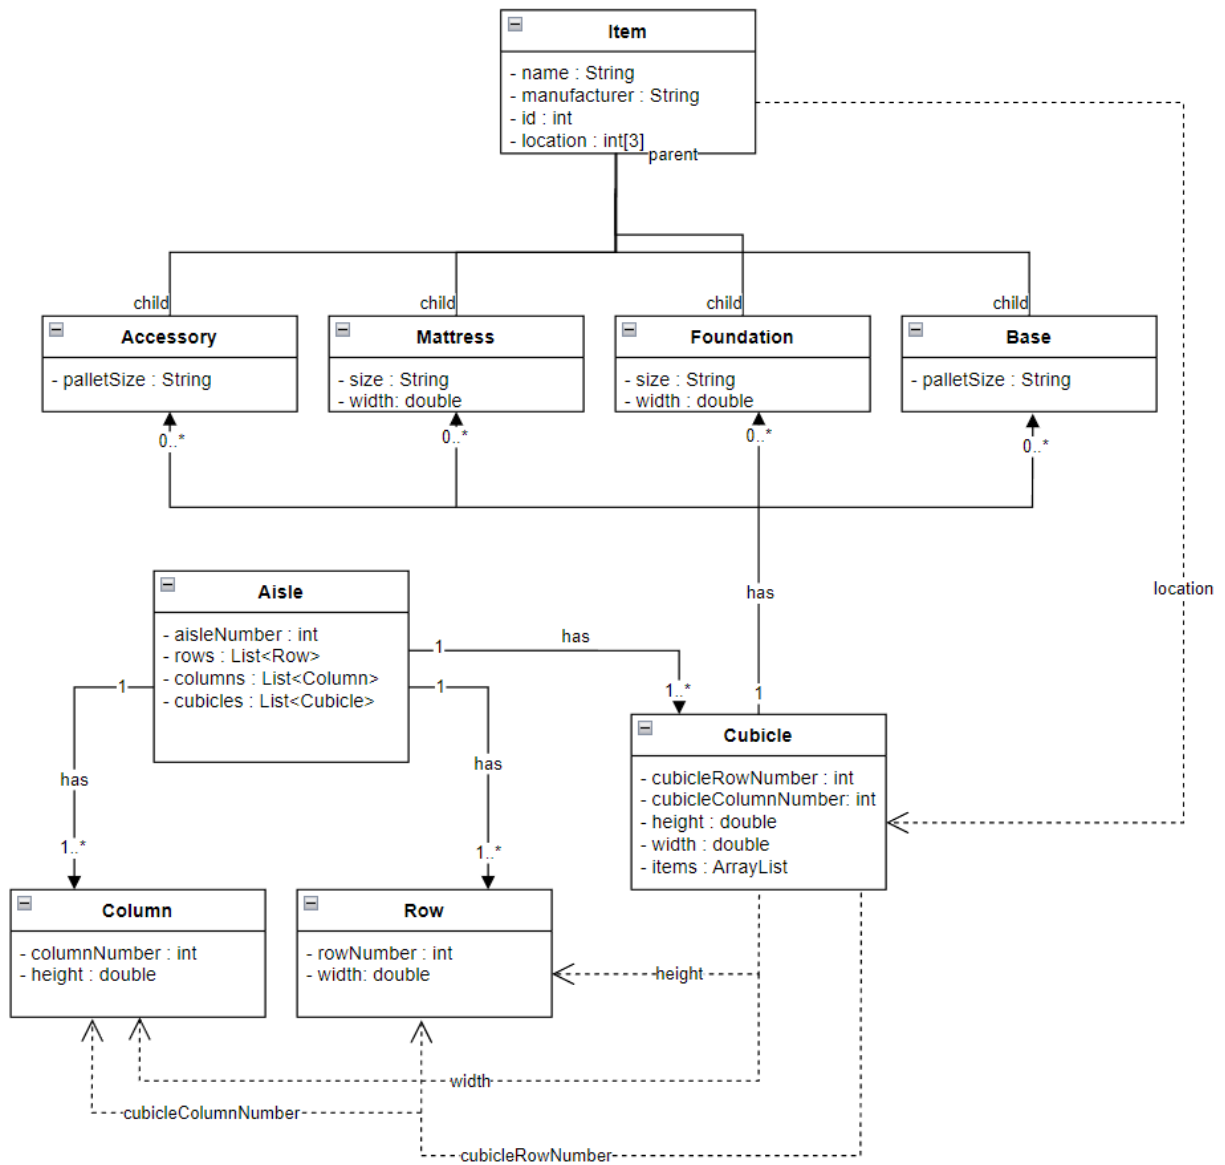 Item
- name : String
- manufacturer : String
- id : int
- location : int[3]
parent
child
child
child
child
Accessory
- palletSize : String
Mattress
- size : String
- width: double
Foundation
- size : String
- width : double
Base
- palletSize : String
0..*
0..*
0..*
0..*
has
location
Aisle
- aisleNumber : int
- rows : List<Row>
- columns : List<Column>
- cubicles : List<Cubicle>
1
has
1..*
1
has
1..*
1
has
1..*
1
Cubicle
- cubicleRowNumber : int
- cubicleColumnNumber: int
- height : double
- width : double
- items : ArrayList
Column
- columnNumber : int
- height : double
Row
- rowNumber : int
- width: double
height
width
cubicleColumnNumber
cubicleRowNumber